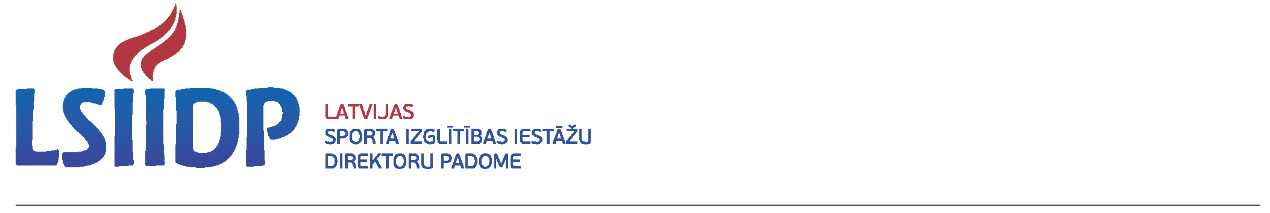 LSIIDP
LATVIJAS
SPORTA IZGLĪTĪBAS IESTĀŽU
DIREKTORU PADOME